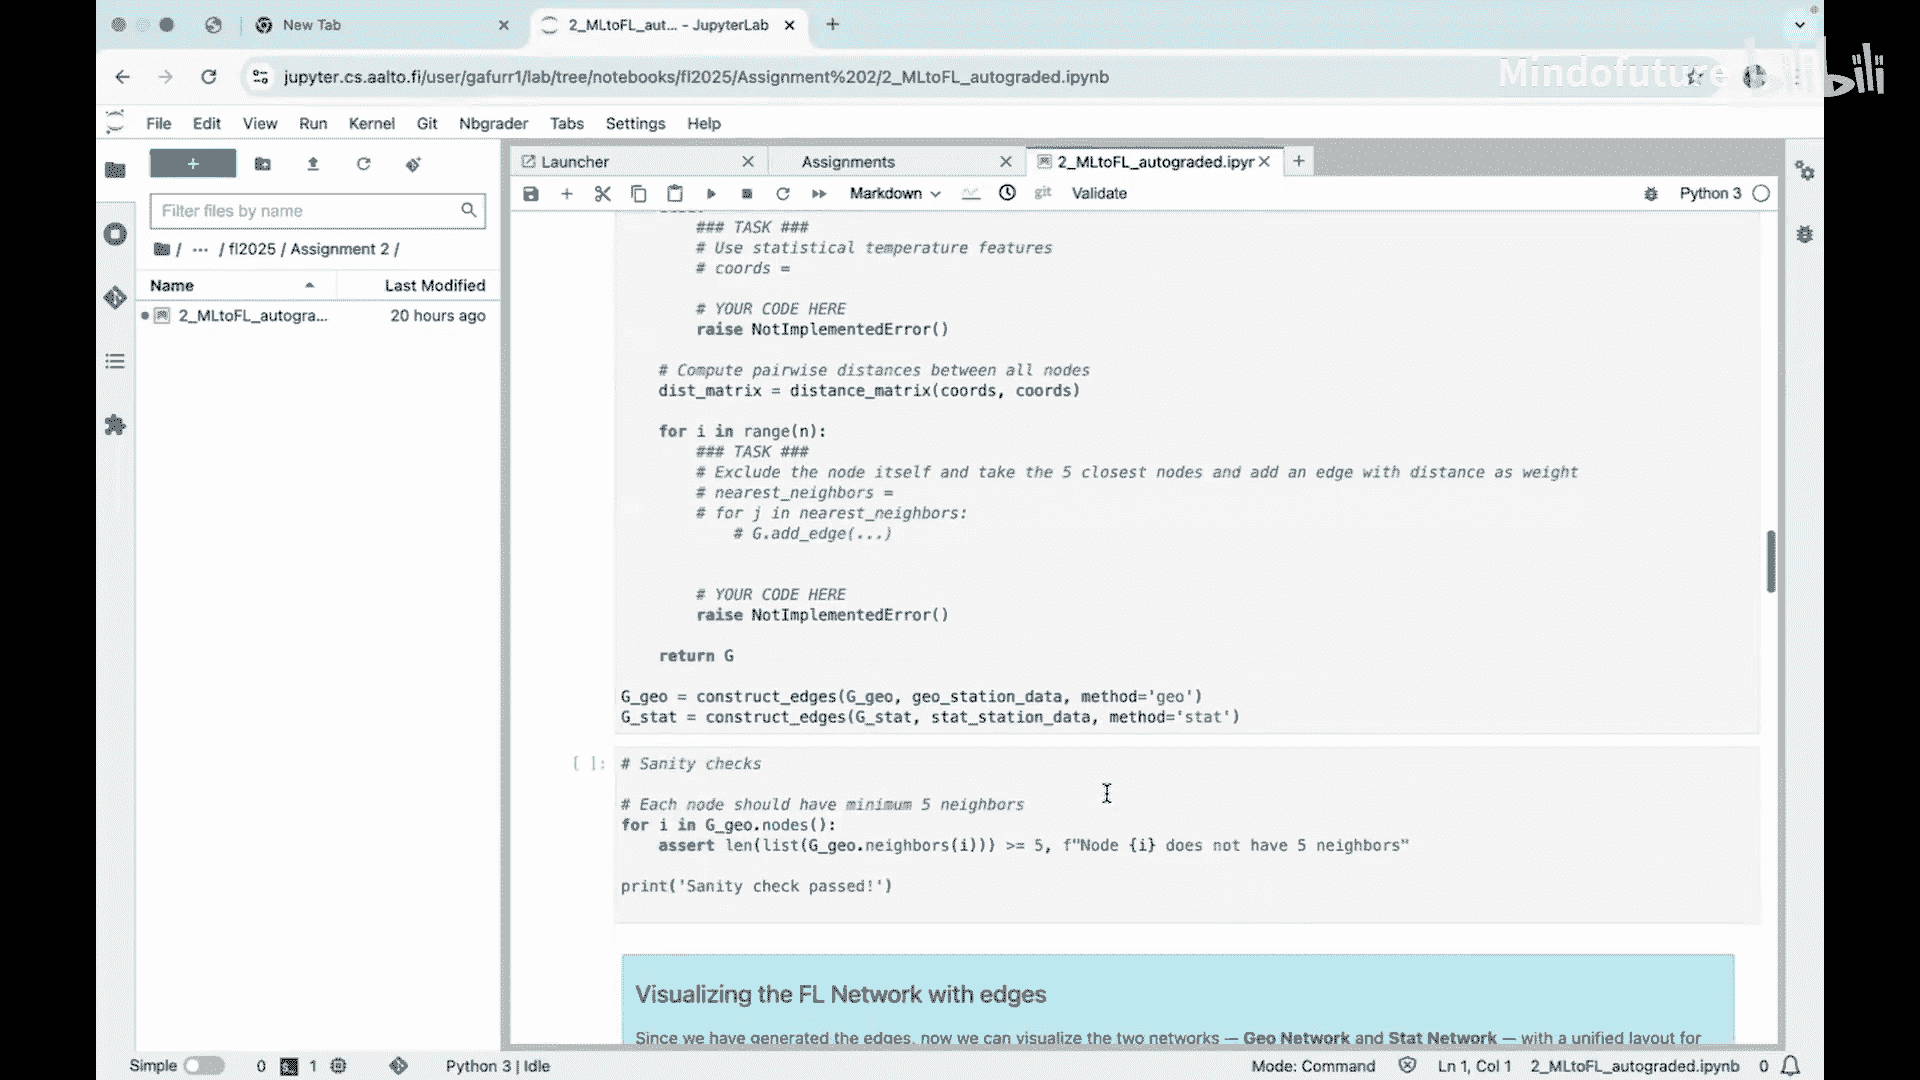 New Tab
2_MLtoFL_aut... - JupyterLab
jupyter.cs.aalto.fi/user/gafurr1/lab/tree/notebooks/fl2025/Assignment%202/2_MLtoFL_autograded.ipynb
Mindofuture
bilibili
File Edit View Run Kernel Git Nbgrader Tabs Settings Help
Launcher
Assignments
2_MLtoFL_autograded.ipyr
Markdown
git
Validate
Python 3
Filter files by name
/ ... / fl2025 / Assignment 2 /
Name Last Modified
2_MLtoFL_autogra... 20 hours ago
### TASK ###
# Use statistical temperature features
# coords =
# YOUR CODE HERE
raise NotImplementedError()
# Compute pairwise distances between all nodes
dist_matrix = distance_matrix(coords, coords)
for i in range(n):
### TASK ###
# Exclude the node itself and take the 5 closest nodes and add an edge with distance as weight
# nearest_neighbors =
# for j in nearest_neighbors:
# G.add_edge(...)
# YOUR CODE HERE
raise NotImplementedError()
return G
G_geo = construct_edges(G_geo, geo_station_data, method='geo')
G_stat = construct_edges(G_stat, stat_station_data, method='stat')
[ ]: # Sanity checks
# Each node should have minimum 5 neighbors
for i in G_geo.nodes():
assert len(list(G_geo.neighbors(i))) >= 5, f"Node {i} does not have 5 neighbors"
print('Sanity check passed!')
Visualizing the FL Network with edges
Since we have generated the edges, now we can visualize the two networks — Geo Network and Stat Network — with a unified layout for
Simple 0 1 Python 3 | Idle Mode: Command Ln 1, Col 1 2_MLtoFL_autograded.ipynb 0